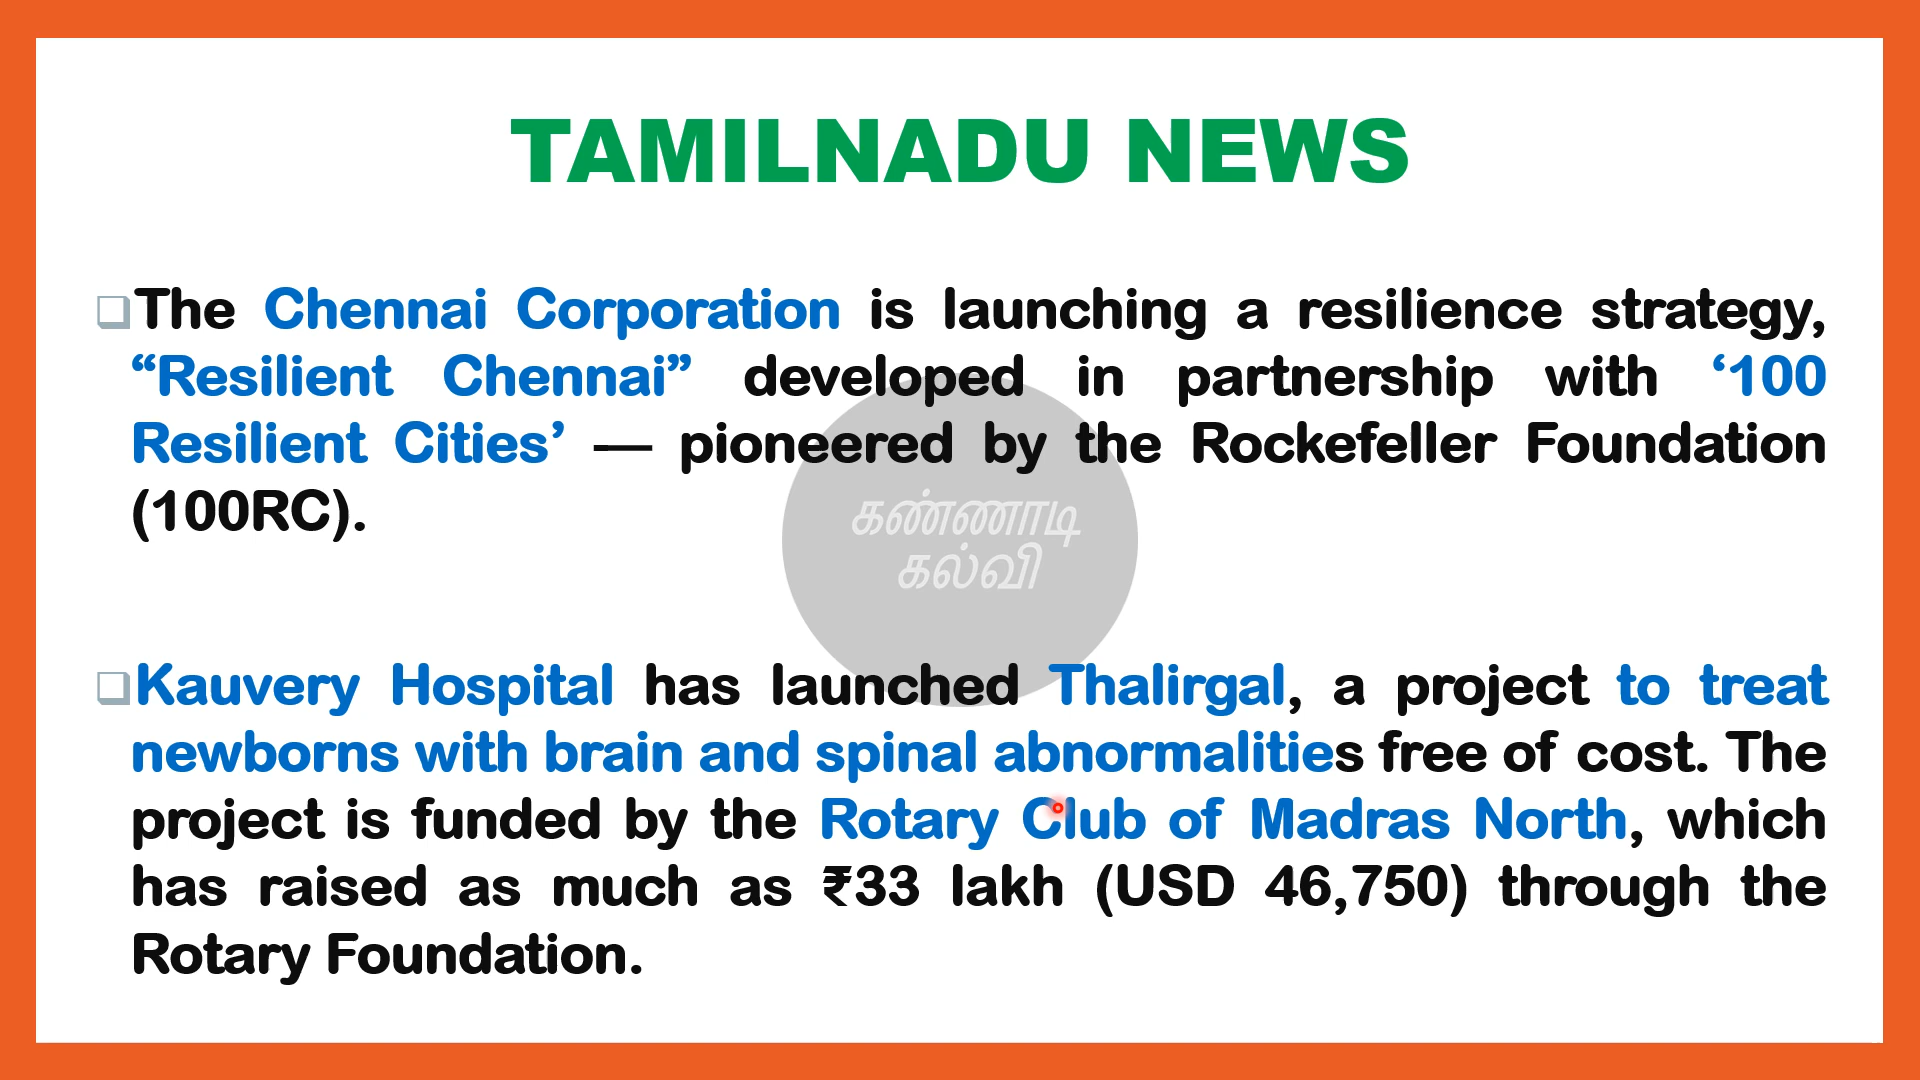 TAMILNADU NEWS
❑The Chennai Corporation is launching a resilience strategy,
“Resilient Chennai” developed in partnership with ‘100
Resilient Cities’ — pioneered by the Rockefeller Foundation
(100RC).
கண்ணாடி
கல்வி
❑Kauvery Hospital has launched Thalirgal, a project to treat
newborns with brain and spinal abnormalities free of cost. The
project is funded by the Rotary Club of Madras North, which
has raised as much as ₹33 lakh (USD 46,750) through the
Rotary Foundation.